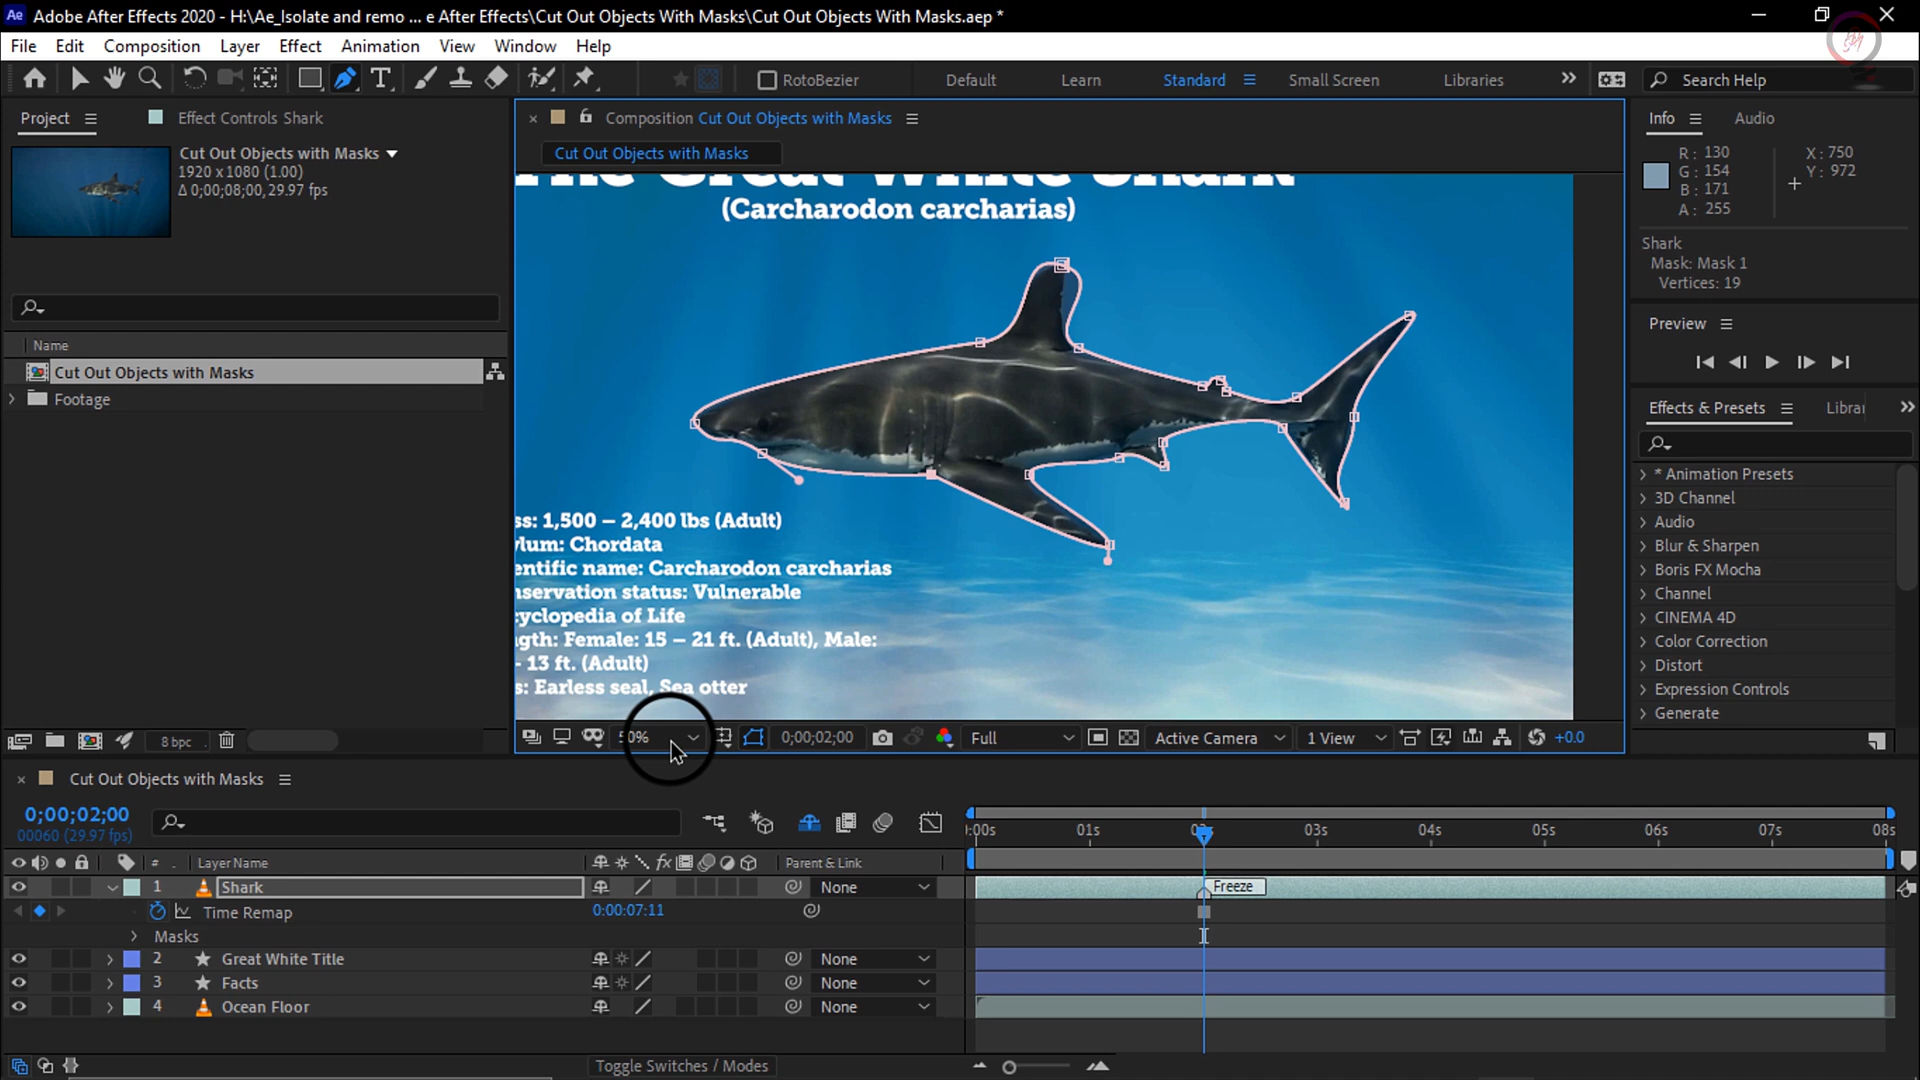 Ae Adobe After Effects 2020 - H:\Ae_Isolate and remo ... e After Effects\Cut Out Objects With Masks\Cut Out Objects With Masks.aep *
File Edit Composition Layer Effect Animation View Window Help
RotoBezier Default Learn Standard Small Screen Libraries Search Help
Project Effect Controls Shark
Composition Cut Out Objects with Masks
Info Audio
Cut Out Objects with Masks
1920 x 1080 (1.00)
Δ 0;00;08;00, 29.97 fps
Cut Out Objects with Masks
R : 130
G : 154
B : 171
A : 255
X : 750
Y : 972
The Great White Shark
(Carcharodon carcharias)
Shark
Mask: Mask 1
Vertices: 19
Preview
Name
Cut Out Objects with Masks
Footage
Effects & Presets Librar
* Animation Presets
3D Channel
Audio
Blur & Sharpen
Boris FX Mocha
Channel
CINEMA 4D
Color Correction
Distort
Expression Controls
Generate
ss: 1,500 – 2,400 lbs (Adult)
ylum: Chordata
entific name: Carcharodon carcharias
nservation status: Vulnerable
cyclopedia of Life
ngth: Female: 15 – 21 ft. (Adult), Male:
- 13 ft. (Adult)
s: Earless seal, Sea otter
8 bpc
50% 0;00;02;00 Full Active Camera 1 View +0.0
Cut Out Objects with Masks
0;00;02;00
00060 (29.97 fps)
):00s 01s 02s 03s 04s 05s 06s 07s 08s
# . Layer Name fx Parent & Link
1 Shark None Freeze
Time Remap 0:00:07:11
Masks
2 Great White Title None
3 Facts None
4 Ocean Floor None
Toggle Switches / Modes